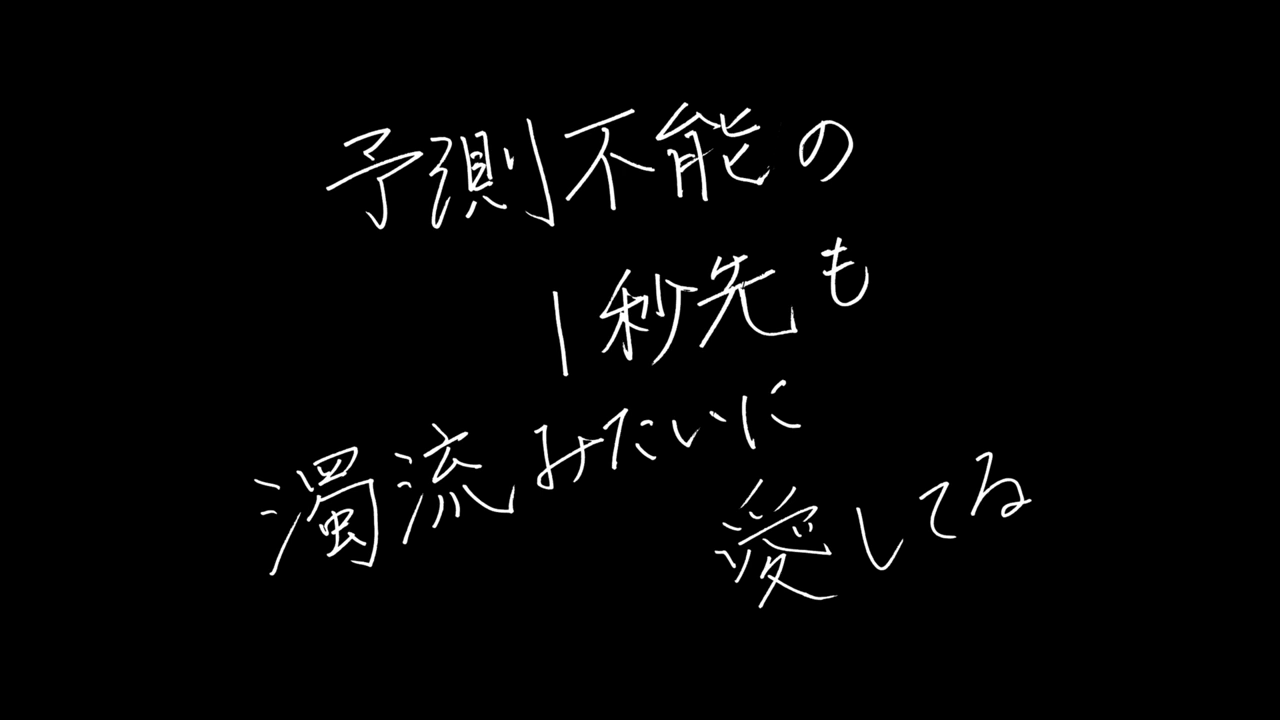 予測不能の
1秒先も
濁流みたいに
愛してる